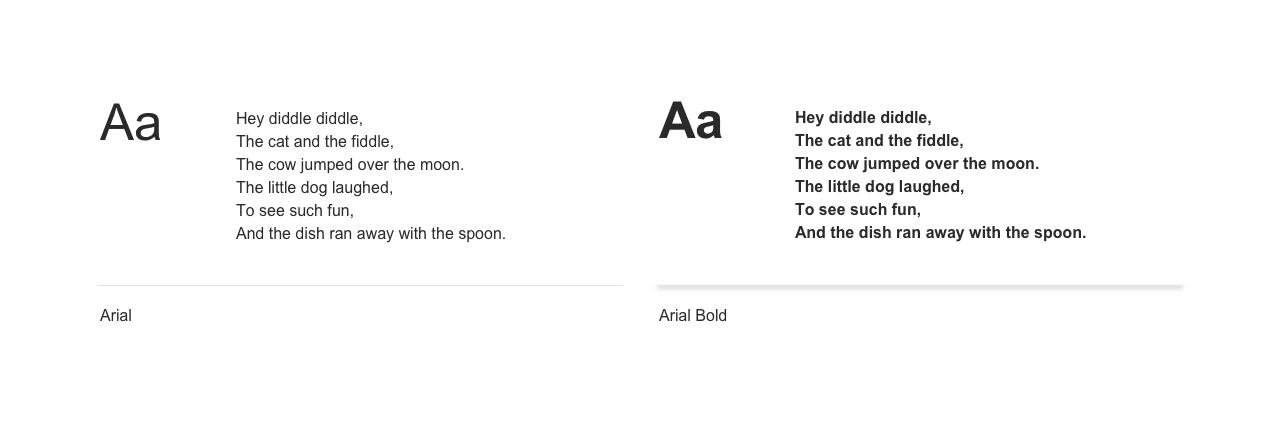 Aa
Hey diddle diddle,
The cat and the fiddle,
The cow jumped over the moon.
The little dog laughed,
To see such fun,
And the dish ran away with the spoon.
Arial
Aa
Hey diddle diddle,
The cat and the fiddle,
The cow jumped over the moon.
The little dog laughed,
To see such fun,
And the dish ran away with the spoon.
Arial Bold